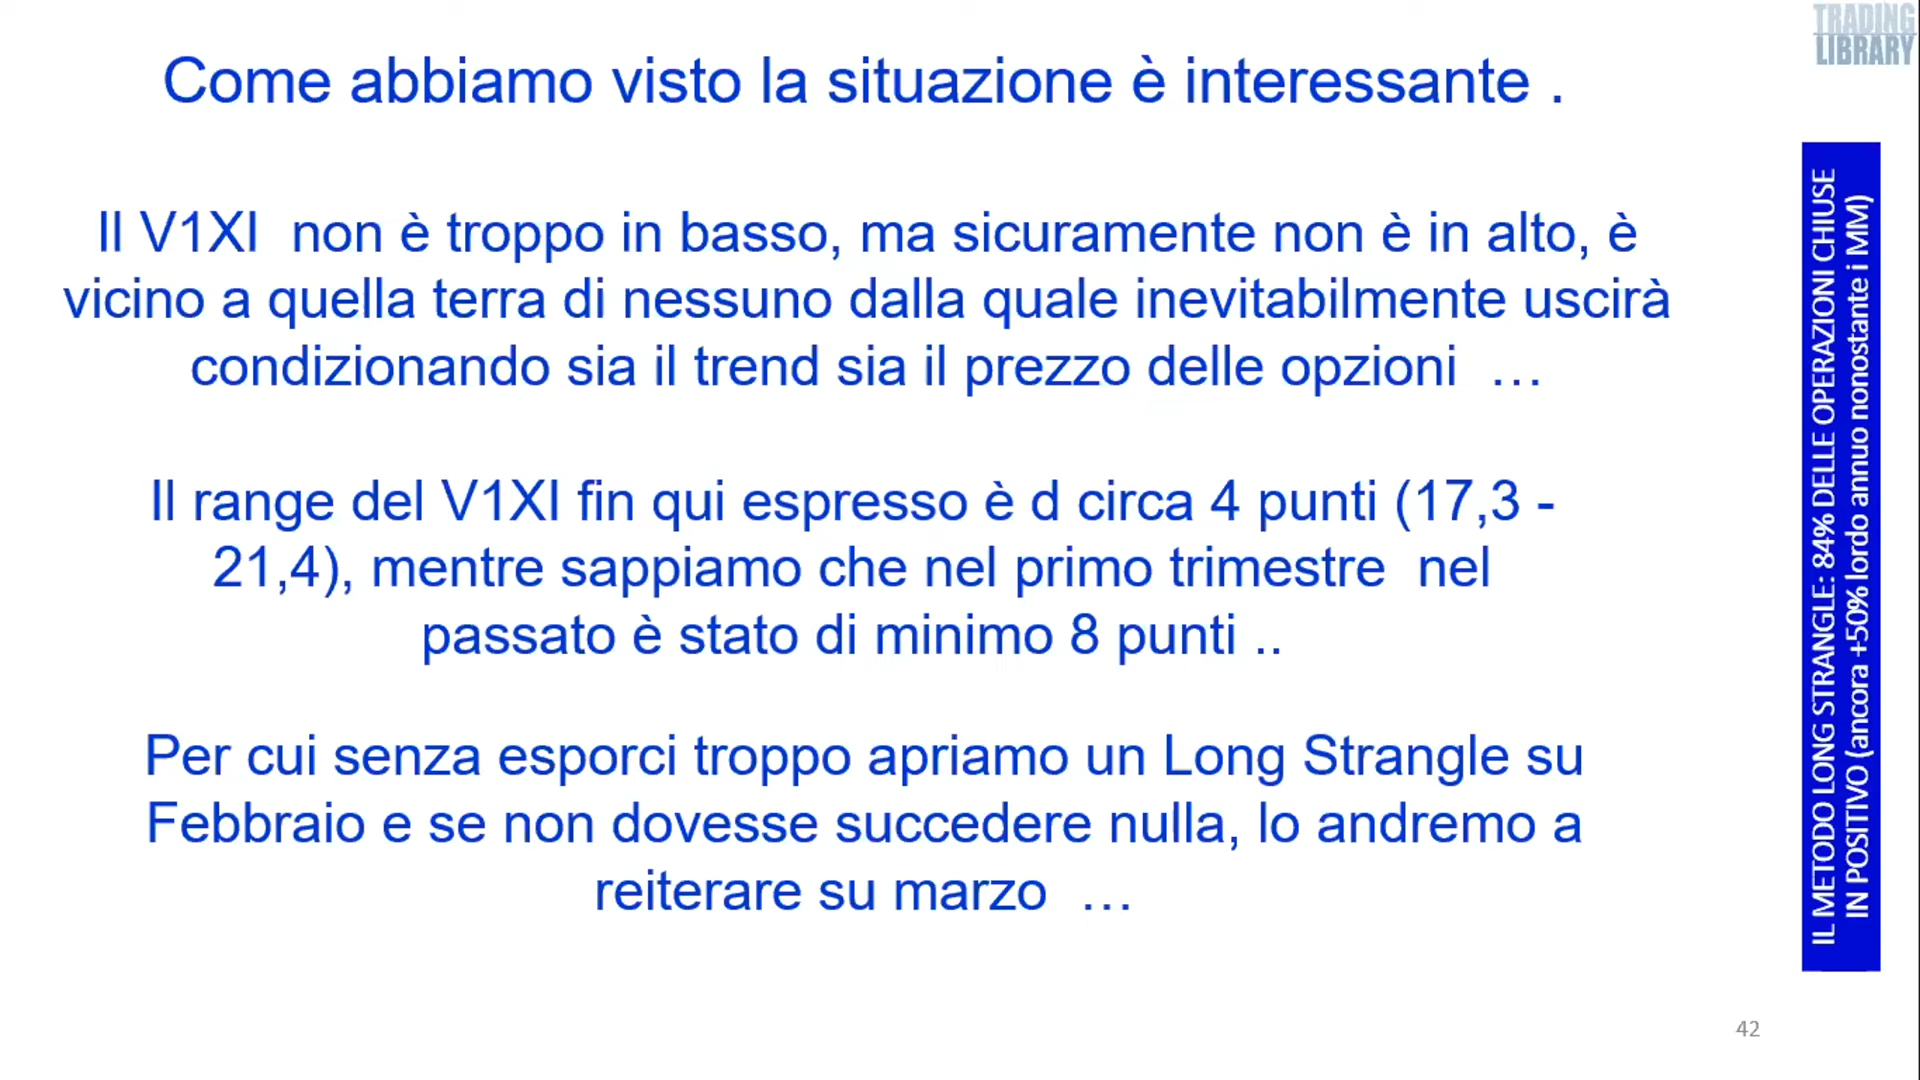 TRADING
LIBRARY
Come abbiamo visto la situazione è interessante .
Il V1XI non è troppo in basso, ma sicuramente non è in alto, è
vicino a quella terra di nessuno dalla quale inevitabilmente uscirà
condizionando sia il trend sia il prezzo delle opzioni …
Il range del V1XI fin qui espresso è d circa 4 punti (17,3 -
21,4), mentre sappiamo che nel primo trimestre nel
passato è stato di minimo 8 punti ..
Per cui senza esporci troppo apriamo un Long Strangle su
Febbraio e se non dovesse succedere nulla, lo andremo a
reiterare su marzo …
IL METODO LONG STRANGLE: 84% DELLE OPERAZIONI CHIUSE
IN POSITIVO (ancora +50% lordo annuo nonostante i MM)
42